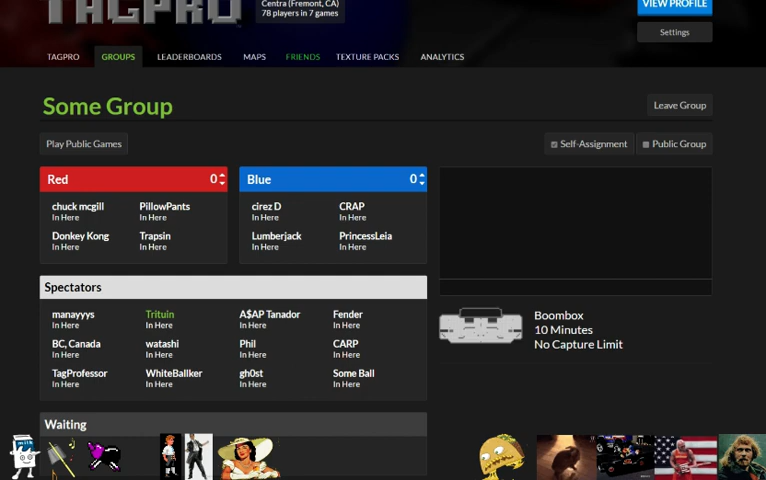 TAGPRO
Centra (Fremont, CA)
78 players in 7 games
VIEW PROFILE
Settings
TAGPRO GROUPS LEADERBOARDS MAPS FRIENDS TEXTURE PACKS ANALYTICS
Some Group
Leave Group
Play Public Games
Self-Assignment
Public Group
Red 0
Blue 0
chuck mcgill PillowPants
In Here In Here
Donkey Kong Trapsin
In Here In Here
cirez D CRAP
In Here In Here
Lumberjack PrincessLeia
In Here In Here
Spectators
manayyys Trituin A$AP Tanador Fender
In Here In Here In Here In Here
BC, Canada watashi Phil CARP
In Here In Here In Here In Here
TagProfessor WhiteBallker gh0st Some Ball
In Here In Here In Here In Here
Boombox
10 Minutes
No Capture Limit
Waiting